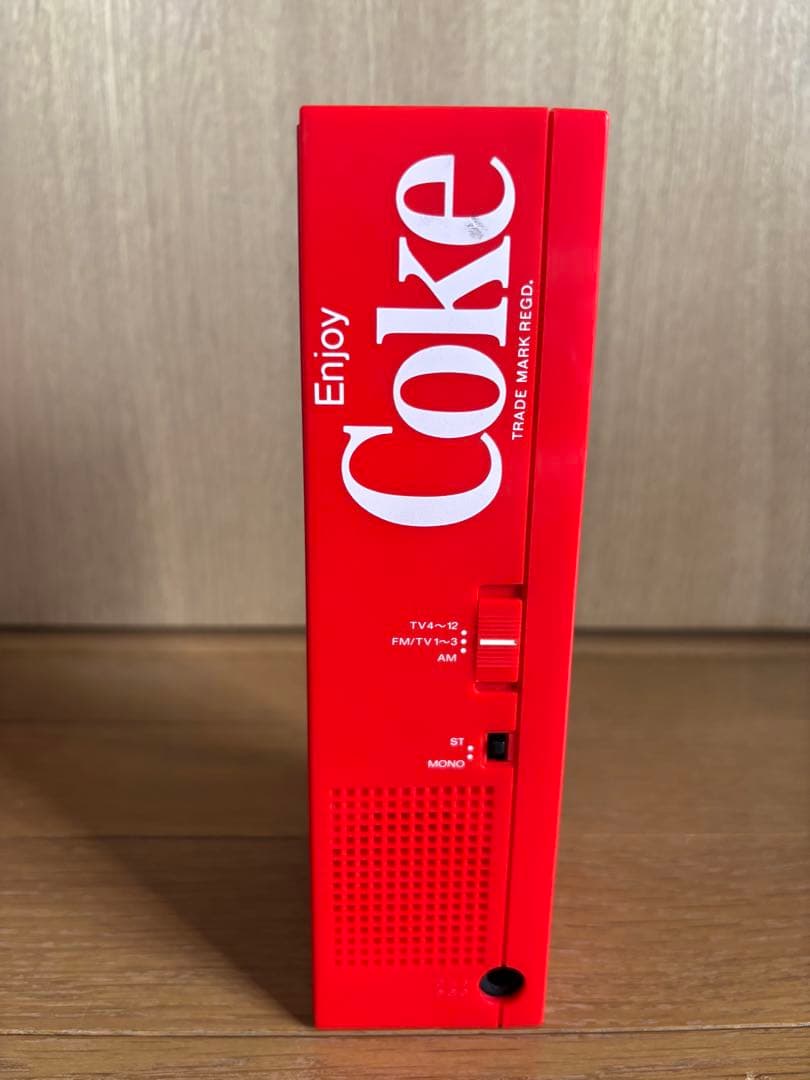 Enjoy
Coke
TRADE MARK REGD.
TV4～12
FM/TV1～3
AM
ST
MONO